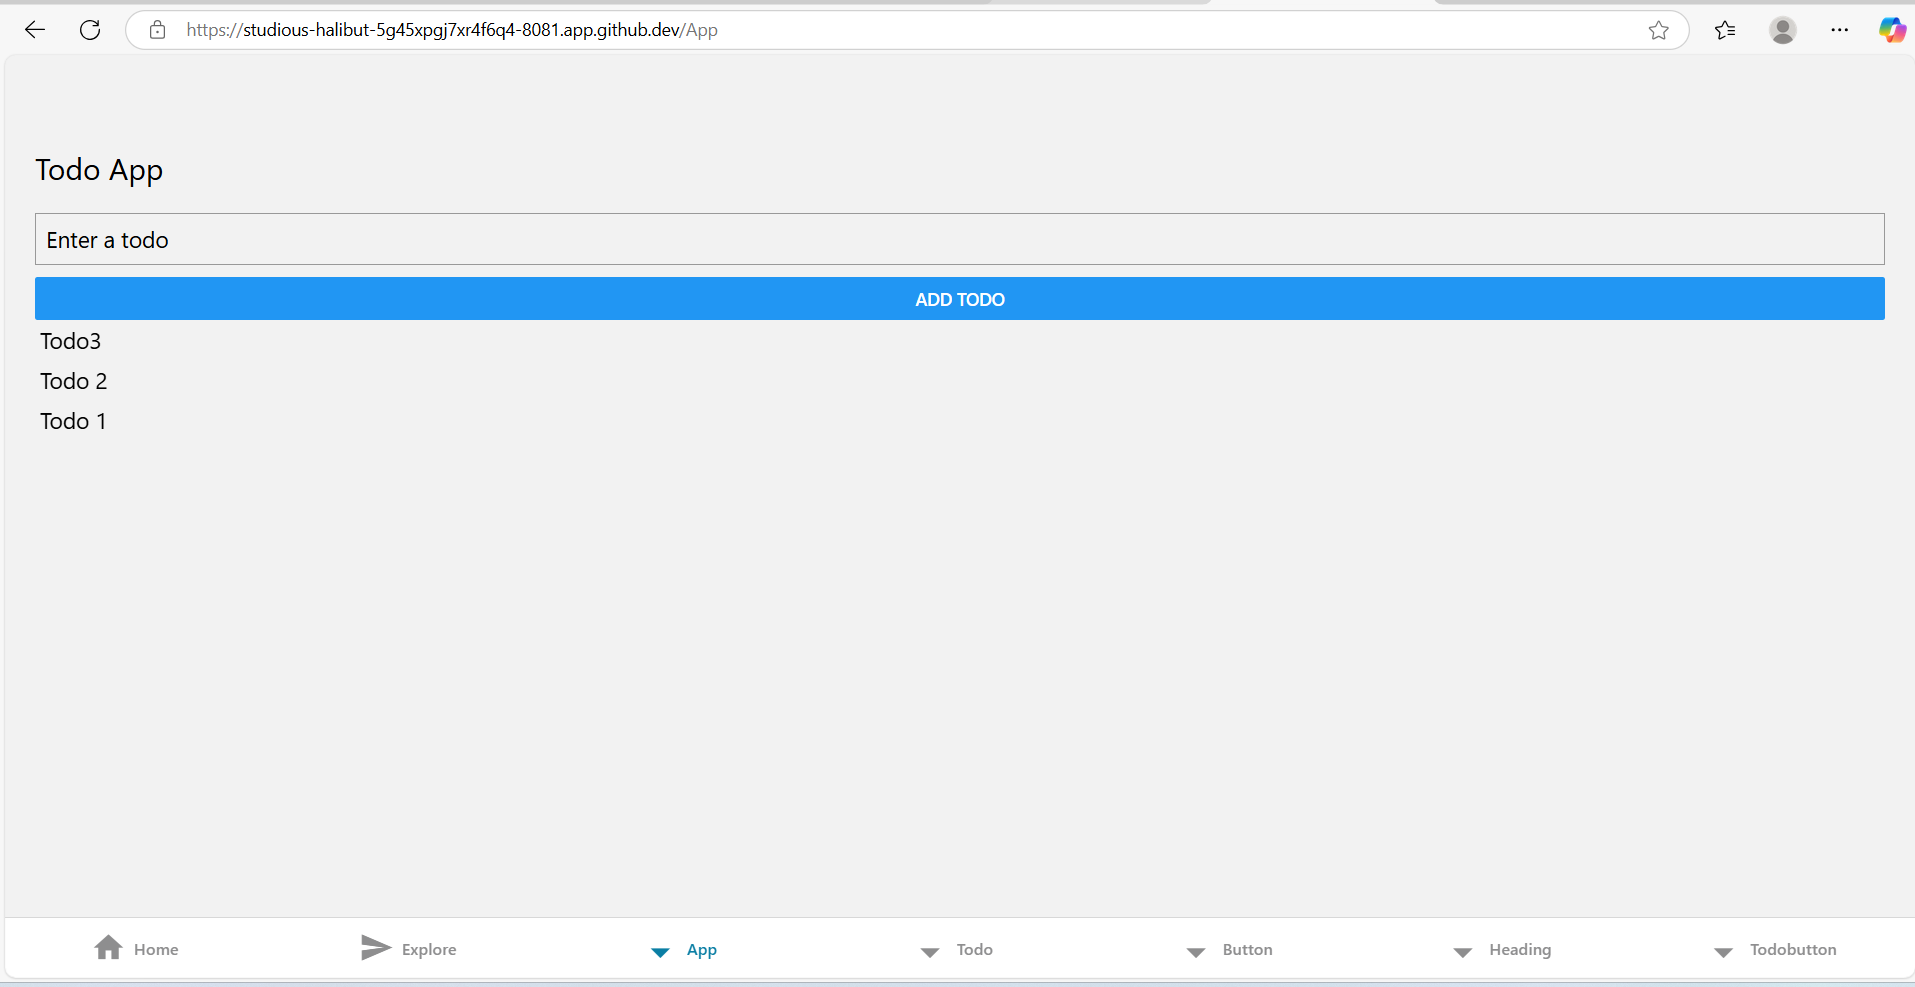 https://studious-halibut-5g45xpgj7xr4f6q4-8081.app.github.dev/App
Todo App
Enter a todo
ADD TODO
Todo3
Todo 2
Todo 1
Home Explore App Todo Button Heading Todobutton